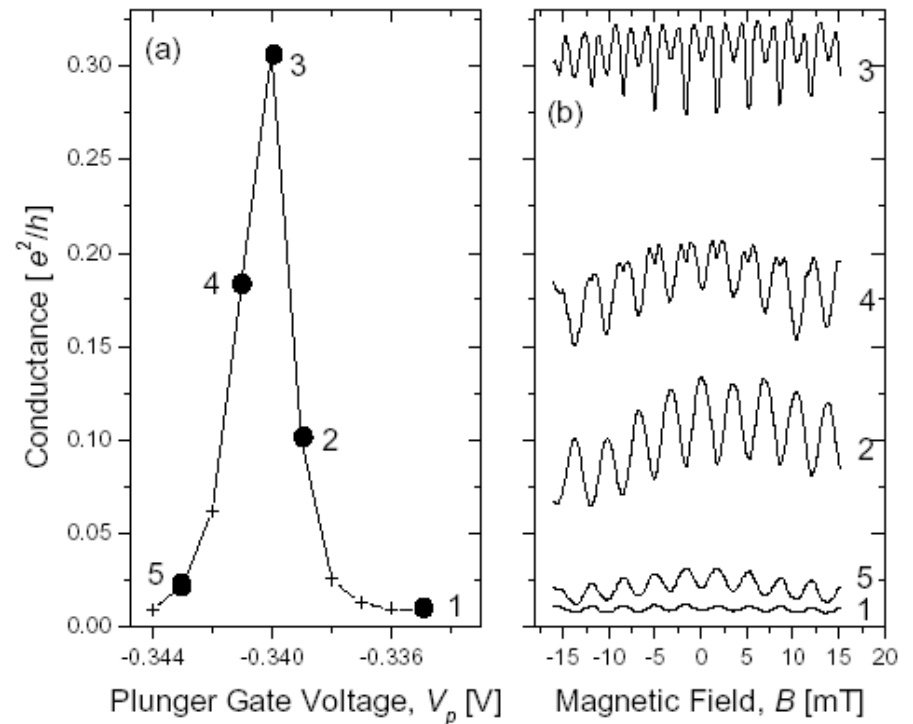 (a)
0.30
0.25
0.20
0.15
0.10
0.05
0.00
Conductance [ e²/h ]
3
4
2
5
1
-0.344 -0.340 -0.336
Plunger Gate Voltage, Vₚ [V]
(b)
3
4
2
5
1
-15 -10 -5 0 5 10 15 20
Magnetic Field, B [mT]